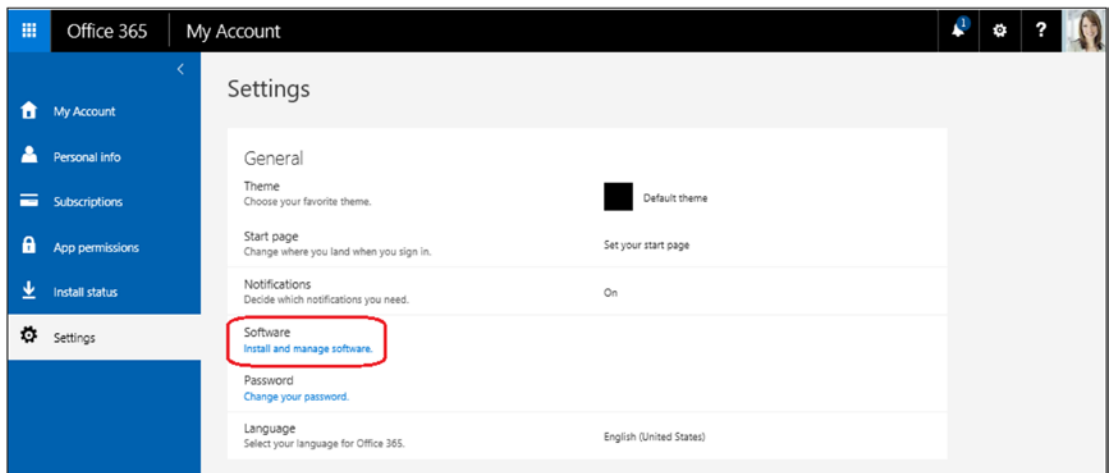 Office 365
My Account
1
?
<
My Account
Personal info
Subscriptions
App permissions
Install status
Settings
Settings
General
Theme
Choose your favorite theme.
Default theme
Start page
Change where you land when you sign in.
Set your start page
Notifications
Decide which notifications you need.
On
Software
Install and manage software.
Password
Change your password.
Language
Select your language for Office 365.
English (United States)